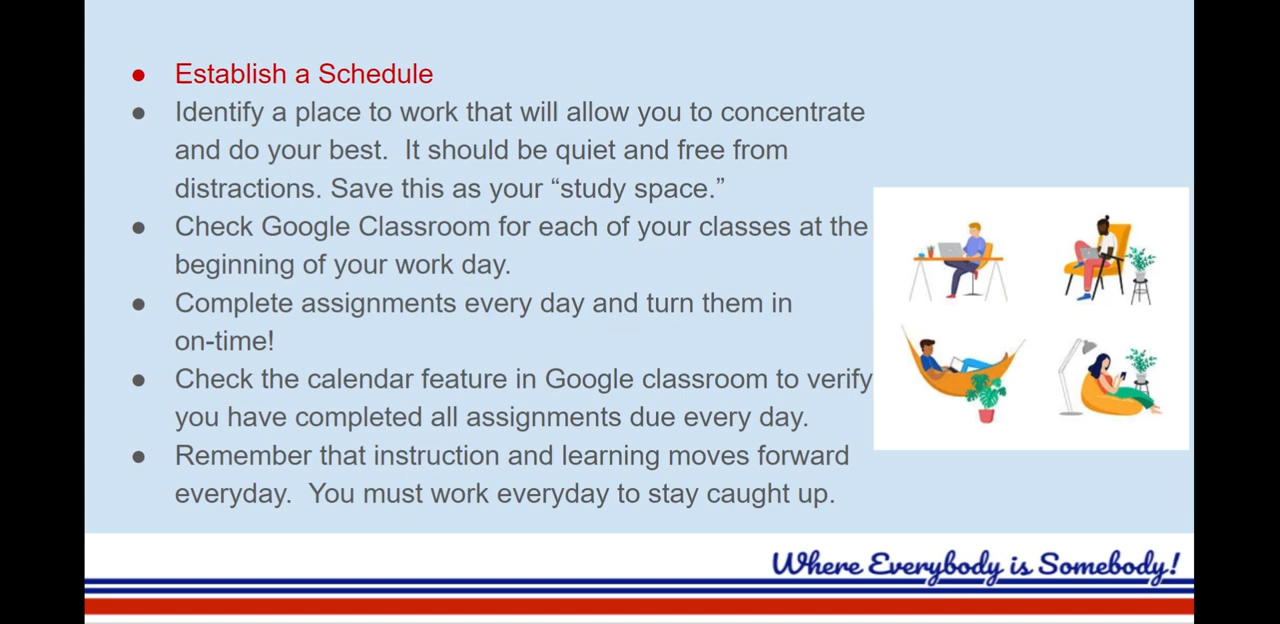 ● Establish a Schedule
● Identify a place to work that will allow you to concentrate
and do your best.  It should be quiet and free from
distractions. Save this as your “study space.”
● Check Google Classroom for each of your classes at the
beginning of your work day.
● Complete assignments every day and turn them in
on-time!
● Check the calendar feature in Google classroom to verify
you have completed all assignments due every day.
● Remember that instruction and learning moves forward
everyday.  You must work everyday to stay caught up.
Where Everybody is Somebody!